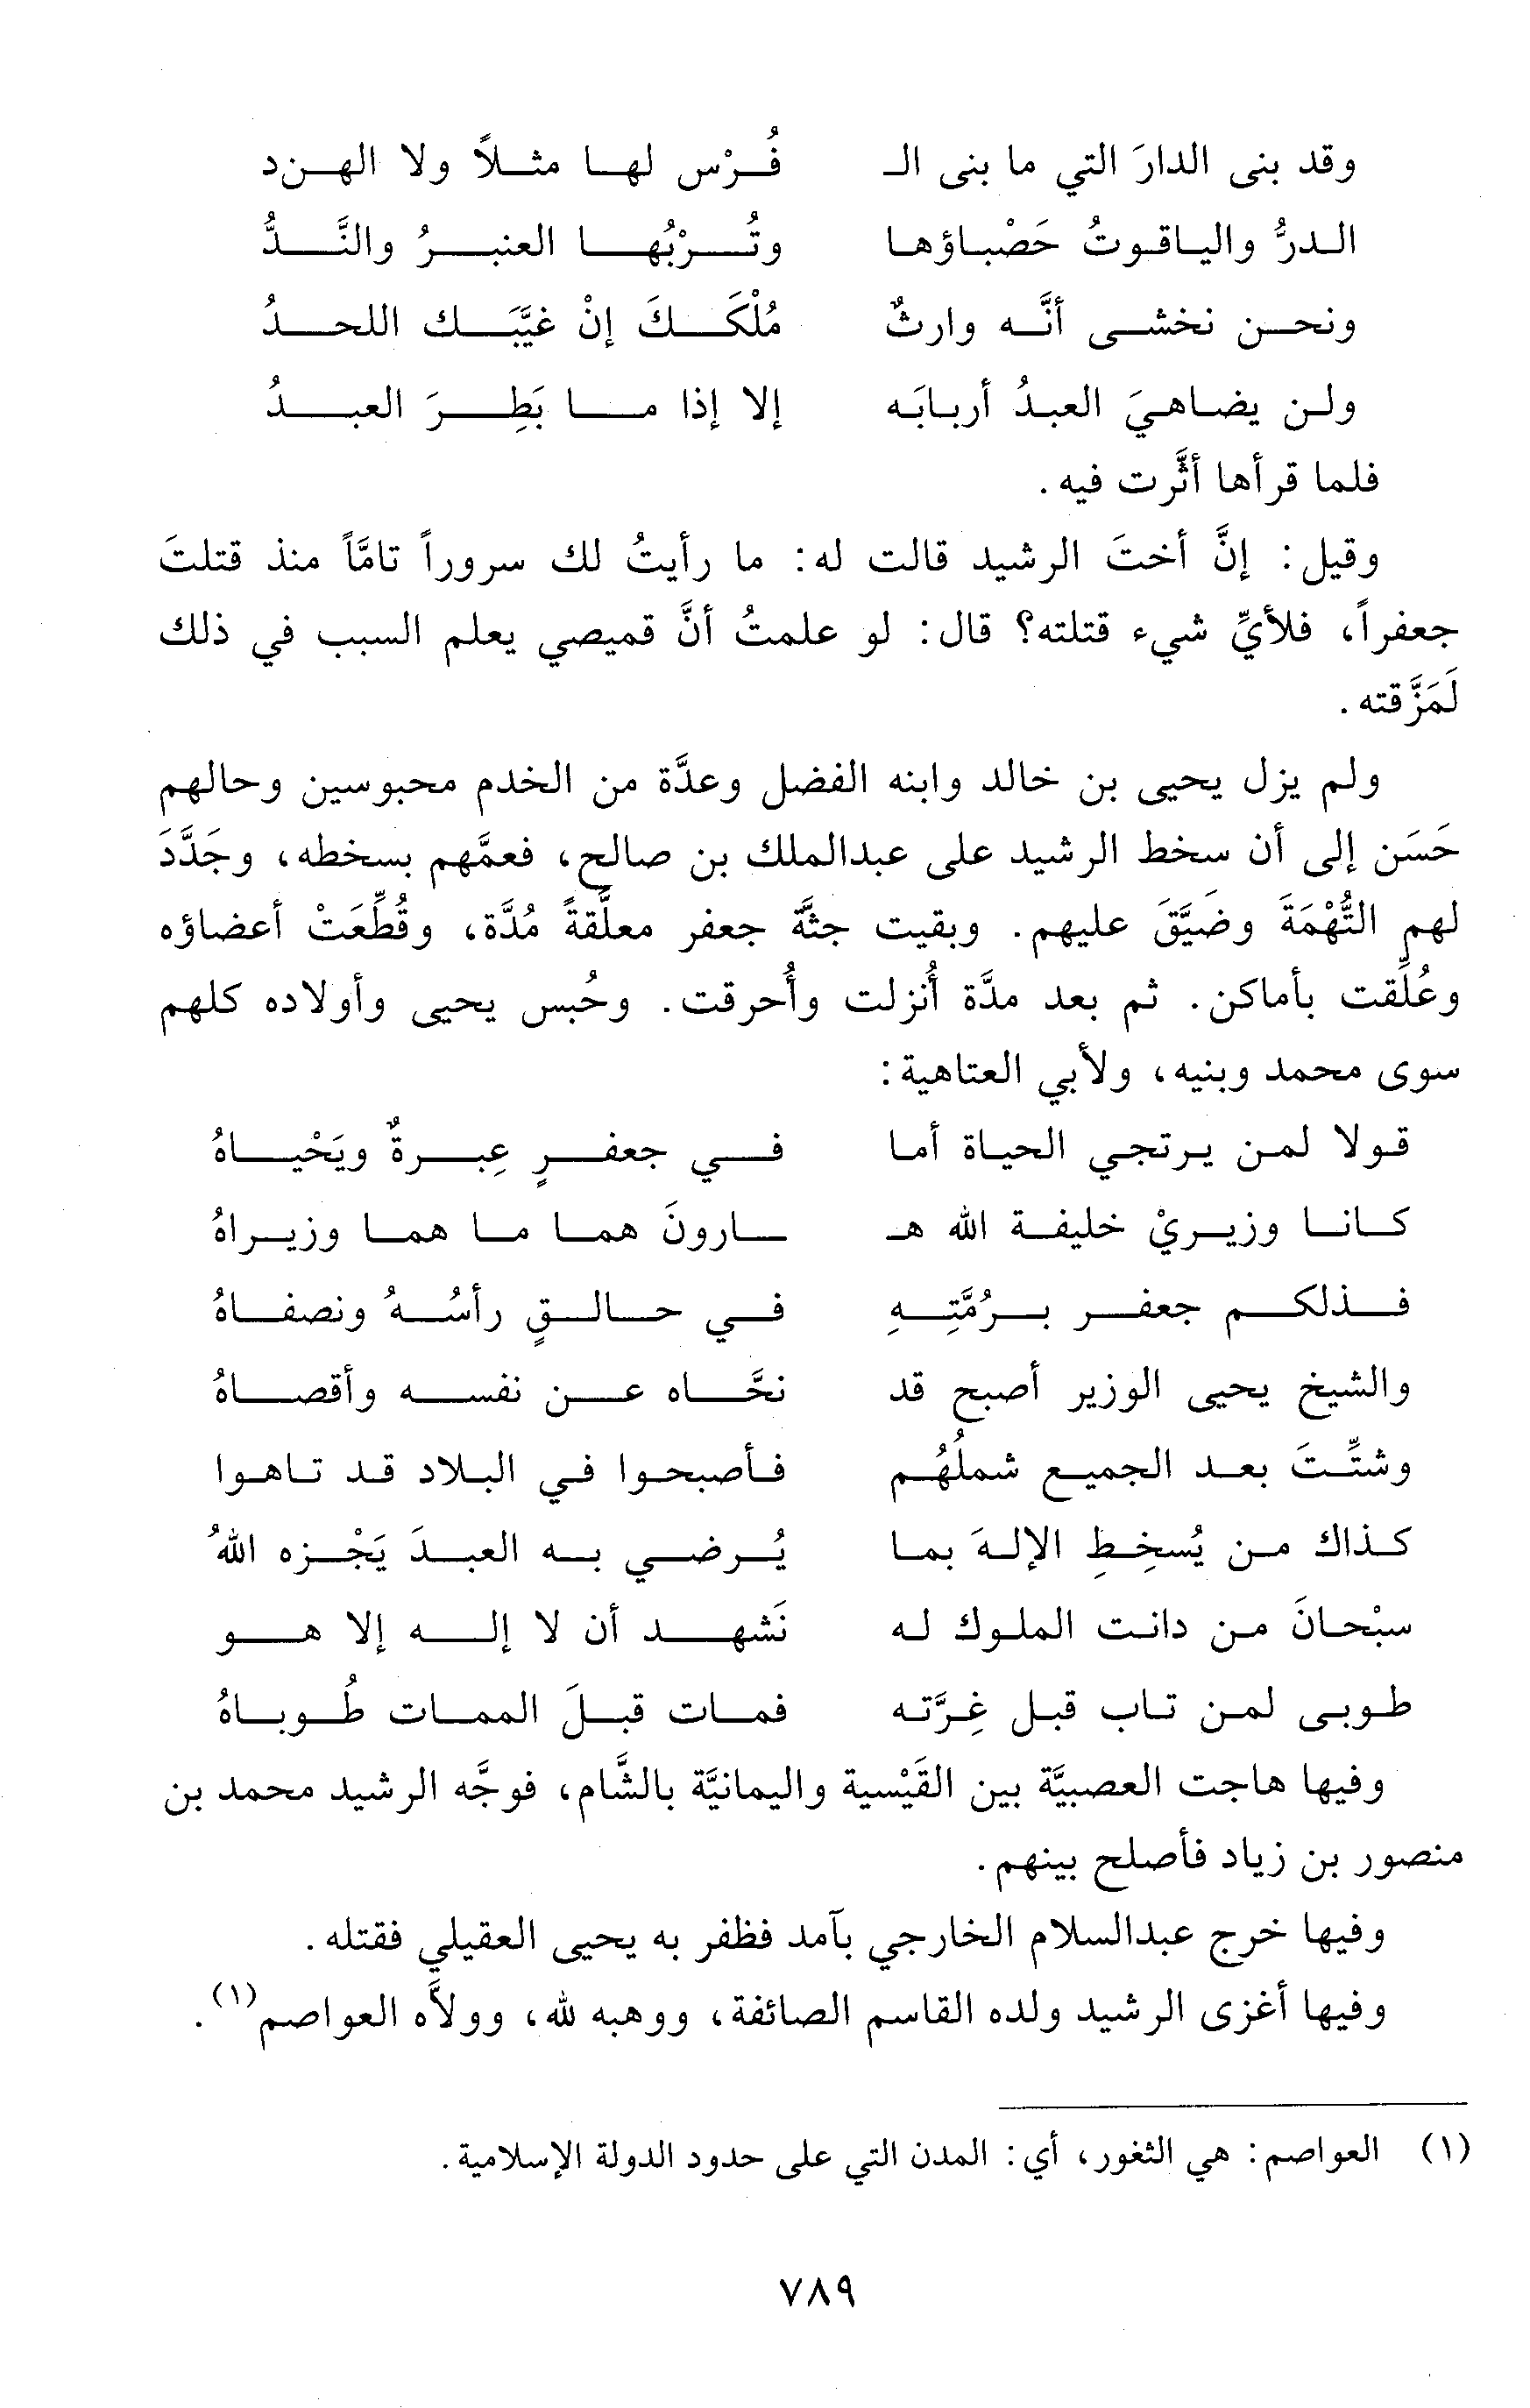 وقد بنى الدارَ التي ما بنى الـ فُـرْس لهـا مثـلاً ولا الهـند
الـدرُّ واليـاقـوتُ حَصْبـاؤهـا وتُـرْبُهـا العنبـرُ والنَّـدُّ
ونحـن نخشـى أنَّـه وارثٌ مُلْكَـكَ إنْ غيَّبَـك اللحـدُ
ولـن يضـاهـيَ العبـدُ أربـابَـه إلا إذا مـا بَطِـرَ العبـدُ
فلما قرأها أثَّرت فيه.
وقيل: إنَّ أختَ الرشيد قالت له: ما رأيتُ لك سروراً تامَّاً منذ قتلتَ
جعفراً، فلأيِّ شيء قتلته؟ قال: لو علمتُ أنَّ قميصي يعلم السبب في ذلك
لَمَزَّقته.
ولم يزل يحيى بن خالد وابنه الفضل وعدَّة من الخدم محبوسين وحالهم
حَسَن إلى أن سخط الرشيد على عبدالملك بن صالح، فعمَّهم بسخطه، وجَدَّدَ
لهم التُّهْمَةَ وضَيَّقَ عليهم. وبقيت جثَّة جعفر معلَّقةً مُدَّة، وقُطِّعَتْ أعضاؤه
وعُلِّقت بأماكن. ثم بعد مدَّة أُنزلت وأُحرقت. وحُبس يحيى وأولاده كلهم
سوى محمد وبنيه، ولأبي العتاهية:
قـولا لمـن يـرتجـي الحيـاة أمـا فـي جعفـرٍ عِبـرةٌ ويَحْيـاهُ
كـانـا وزيـريْ خليفـة الله هـ ـارونَ همـا مـا همـا وزيـراهُ
فـذلكـم جعفـر بـرُمَّتِـهِ فـي حـالـقٍ رأسُـهُ ونصفـاهُ
والشيخ يحيى الوزير أصبح قد نحَّـاه عـن نفسـه وأقصـاهُ
وشتِّـتَ بعـد الجميـع شملُهُـم فـأصبحـوا فـي البـلاد قـد تـاهـوا
كـذاك مـن يُسخِـطِ الإلـهَ بمـا يُـرضـي بـه العبـدَ يَجْـزه اللهُ
سبْحـانَ مـن دانـت الملـوك لـه نَشهـد أن لا إلـه إلا هـو
طـوبـى لمـن تـاب قبـل غِـرَّتـه فمـات قبـلَ الممـات طُـوبـاهُ
وفيها هاجت العصبيَّة بين القَيْسية واليمانيَّة بالشَّام، فوجَّه الرشيد محمد بن
منصور بن زياد فأصلح بينهم.
وفيها خرج عبدالسلام الخارجي بآمد فظفر به يحيى العقيلي فقتله.
وفيها أغزى الرشيد ولده القاسم الصائفة، ووهبه لله، وولاَّه العواصم(١).
(١) العواصم: هي الثغور، أي: المدن التي على حدود الدولة الإسلامية.
٧٨٩